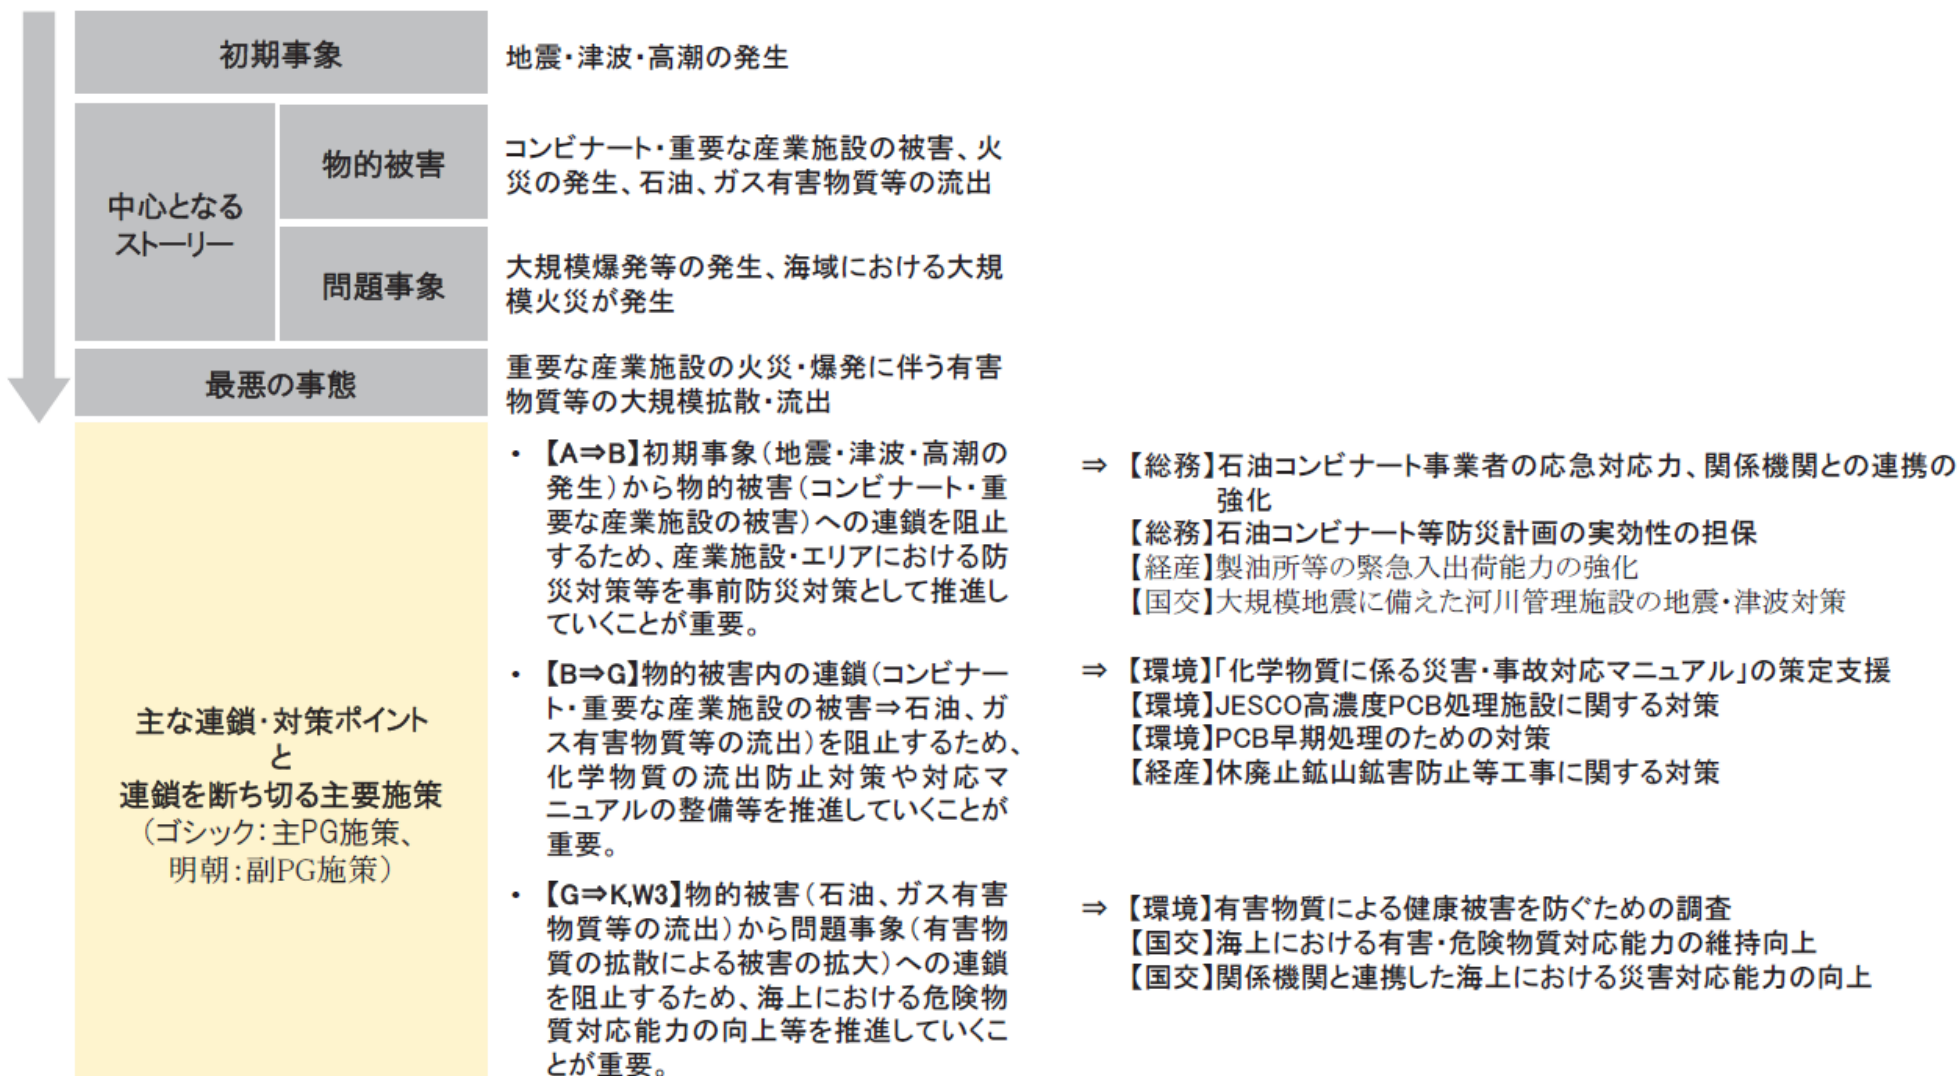 初期事象
地震・津波・高潮の発生
中心となる
ストーリー
物的被害
コンビナート・重要な産業施設の被害、火
災の発生、石油、ガス有害物質等の流出
問題事象
大規模爆発等の発生、海域における大規
模火災が発生
最悪の事態
重要な産業施設の火災・爆発に伴う有害
物質等の大規模拡散・流出
主な連鎖・対策ポイント
と
連鎖を断ち切る主要施策
（ゴシック：主PG施策、
明朝：副PG施策）
・【A⇒B】初期事象（地震・津波・高潮の
発生）から物的被害（コンビナート・重
要な産業施設の被害）への連鎖を阻止
するため、産業施設・エリアにおける防
災対策等を事前防災対策として推進し
ていくことが重要。
⇒【総務】石油コンビナート事業者の応急対応力、関係機関との連携の
強化
【総務】石油コンビナート等防災計画の実効性の担保
【経産】製油所等の緊急入出荷能力の強化
【国交】大規模地震に備えた河川管理施設の地震・津波対策
・【B⇒G】物的被害内の連鎖（コンビナー
ト・重要な産業施設の被害⇒石油、ガ
ス有害物質等の流出）を阻止するため、
化学物質の流出防止対策や対応マ
ニュアルの整備等を推進していくことが
重要。
⇒【環境】「化学物質に係る災害・事故対応マニュアル」の策定支援
【環境】JESCO高濃度PCB処理施設に関する対策
【環境】PCB早期処理のための対策
【経産】休廃止鉱山鉱害防止等工事に関する対策
・【G⇒K,W3】物的被害（石油、ガス有害
物質等の流出）から問題事象（有害物
質の拡散による被害の拡大）への連鎖
を阻止するため、海上における危険物
質対応能力の向上等を推進していくこ
とが重要。
⇒【環境】有害物質による健康被害を防ぐための調査
【国交】海上における有害・危険物質対応能力の維持向上
【国交】関係機関と連携した海上における災害対応能力の向上